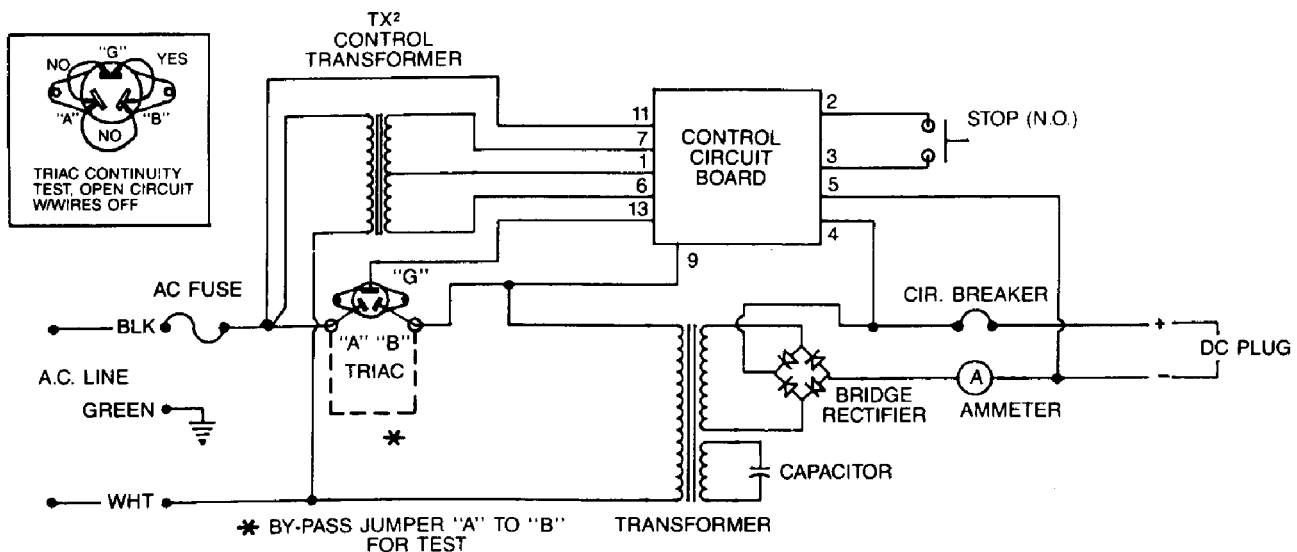 "G"
NO
YES
"A"
"B"
NO
TRIAC CONTINUITY
TEST, OPEN CIRCUIT
W/WIRES OFF
TX²
CONTROL
TRANSFORMER
11
7
1
6
13
CONTROL
CIRCUIT
BOARD
2
3
5
4
9
STOP (N.O.)
AC FUSE
"G"
BLK
"A" "B"
TRIAC
A.C. LINE
GREEN
WHT
*
* BY-PASS JUMPER "A" TO "B"
FOR TEST
TRANSFORMER
CAPACITOR
BRIDGE
RECTIFIER
CIR. BREAKER
A
AMMETER
+
−
DC PLUG